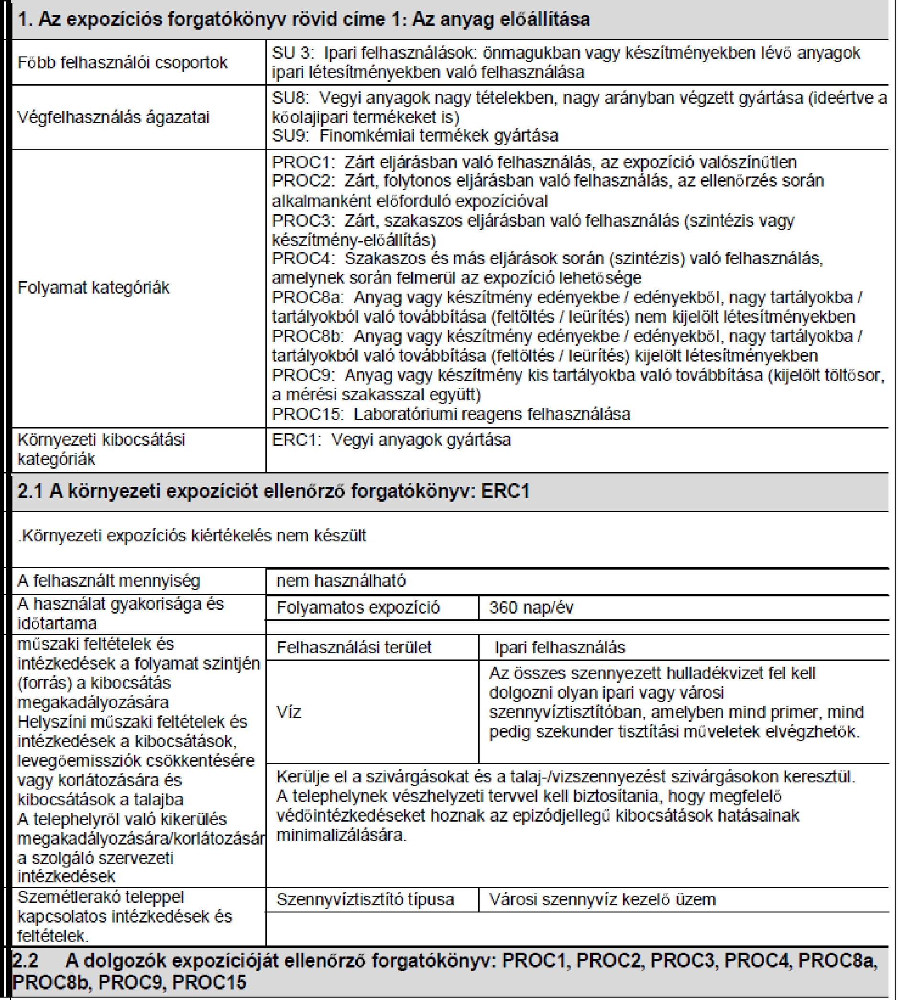 1. Az expozíciós forgatókönyv rövid címe 1: Az anyag előállítása
Főbb felhasználói csoportok
SU 3: Ipari felhasználások: önmagukban vagy készítményekben lévő anyagok
ipari létesítményekben való felhasználása
Végfelhasználás ágazatai
SU8: Vegyi anyagok nagy tételekben, nagy arányban végzett gyártása (ideértve a
kőolajipari termékeket is)
SU9: Finomkémiai termékek gyártása
Folyamat kategóriák
PROC1: Zárt eljárásban való felhasználás, az expozíció valószínűtlen
PROC2: Zárt, folytonos eljárásban való felhasználás, az ellenőrzés során
alkalmanként előforduló expozícióval
PROC3: Zárt, szakaszos eljárásban való felhasználás (szintézis vagy
készítmény-előállítás)
PROC4: Szakaszos és más eljárások során (szintézis) való felhasználás,
amelynek során felmerül az expozíció lehetősége
PROC8a: Anyag vagy készítmény edényekbe / edényekből, nagy tartályokba /
tartályokból való továbbítása (feltöltés / leürítés) nem kijelölt létesítményekben
PROC8b: Anyag vagy készítmény edényekbe / edényekből, nagy tartályokba /
tartályokból való továbbítása (feltöltés / leürítés) kijelölt létesítményekben
PROC9: Anyag vagy készítmény kis tartályokba való továbbítása (kijelölt töltősor,
a mérési szakasszal együtt)
PROC15: Laboratóriumi reagens felhasználása
Környezeti kibocsátási
kategóriák
ERC1: Vegyi anyagok gyártása
2.1 A környezeti expozíciót ellenőrző forgatókönyv: ERC1
.Környezeti expozíciós kiértékelés nem készült
A felhasznált mennyiség
nem használható
A használat gyakorisága és
időtartama
Folyamatos expozíció
360 nap/év
műszaki feltételek és
intézkedések a folyamat szintjén
(forrás) a kibocsátás
megakadályozására
Helyszíni műszaki feltételek és
intézkedések a kibocsátások,
levegőemissziók csökkentésére
vagy korlátozására és
kibocsátások a talajba
A telephelyről való kikerülés
megakadályozására/korlátozásár
a szolgáló szervezeti
intézkedések
Felhasználási terület
Ipari felhasználás
Víz
Az összes szennyezett hulladékvizet fel kell
dolgozni olyan ipari vagy városi
szennyvíztisztítóban, amelyben mind primer, mind
pedig szekunder tisztítási műveletek elvégzhetők.
Kerülje el a szivárgásokat és a talaj-/vizszennyezést szivárgásokon keresztül.
A telephelynek vészhelyzeti tervvel kell biztosítania, hogy megfelelő
védőintézkedéseket hoznak az epizódjellegű kibocsátások hatásainak
minimalizálására.
Szemétlerakó teleppel
kapcsolatos intézkedések és
feltételek.
Szennyvíztisztító típusa
Városi szennyvíz kezelő üzem
2.2 A dolgozók expozícióját ellenőrző forgatókönyv: PROC1, PROC2, PROC3, PROC4, PROC8a,
PROC8b, PROC9, PROC15